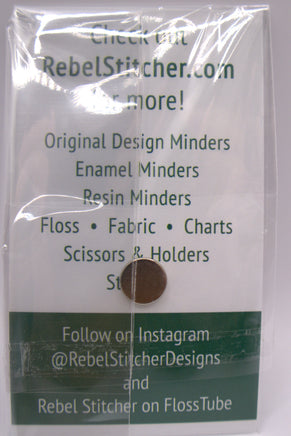 Check out
RebelStitcher.com
for more!
Original Design Minders
Enamel Minders
Resin Minders
Floss • Fabric • Charts
Scissors & Holders
Follow on Instagram
@RebelStitcherDesigns
and
Rebel Stitcher on FlossTube